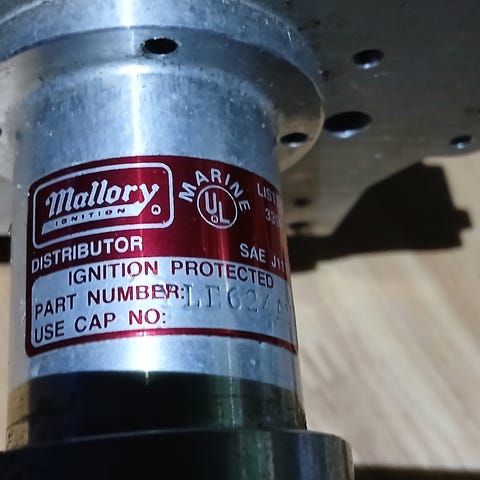 Mallory
IGNITION
MARINE
UL
DISTRIBUTOR
IGNITION PROTECTED
PART NUMBER:
USE CAP NO:
SAE